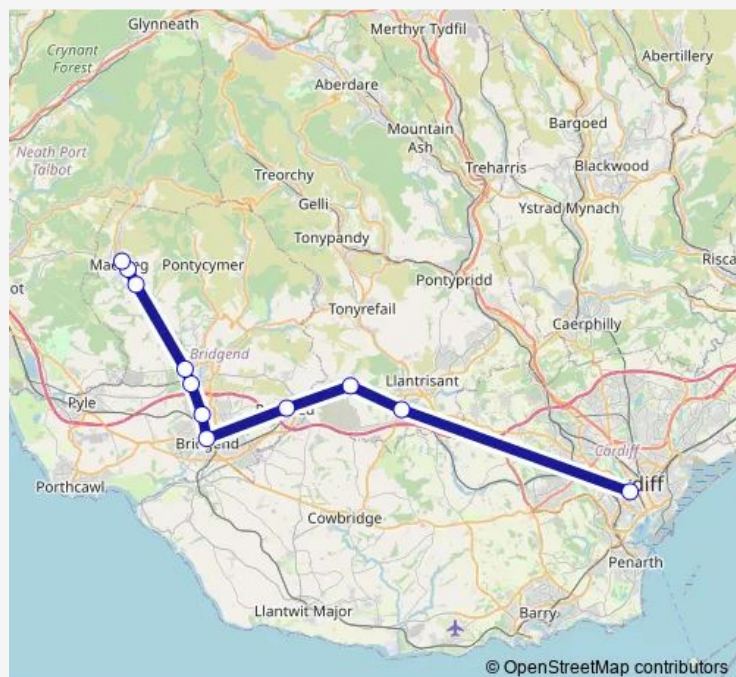 Glynneath
Merthyr Tydfil
Crynant
Forest
Abertillery
Aberdare
Mountain
Ash
Bargoed
Neath Port
Talbot
Treorchy
Treharris
Blackwood
Gelli
Ystrad Mynach
Tonypandy
Pontycymer
Pontypridd
Risca
Tonyrefail
Caerphilly
Bridgend
Llantrisant
Pyle
Cardiff
Porthcawl
Cowbridge
Penarth
Llantwit Major
Barry
© OpenStreetMap contributors